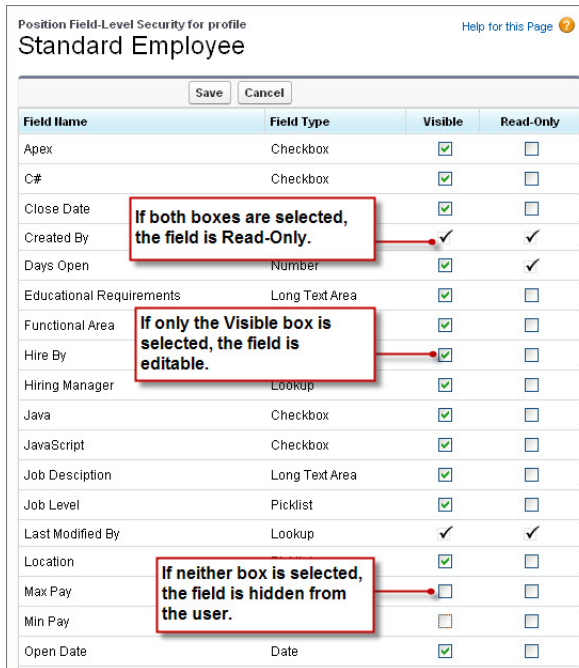 Position Field-Level Security for profile
Standard Employee
Help for this Page ?
Save Cancel
Field Name Field Type Visible Read-Only
Apex Checkbox
C# Checkbox
Close Date
If both boxes are selected,
the field is Read-Only.
Created By
Days Open Number
Educational Requirements Long Text Area
Functional Area
If only the Visible box is
selected, the field is
editable.
Hire By
Hiring Manager Lookup
Java Checkbox
JavaScript Checkbox
Job Desciption Long Text Area
Job Level Picklist
Last Modified By Lookup
Location
If neither box is selected,
the field is hidden from
the user.
Max Pay
Min Pay
Open Date Date